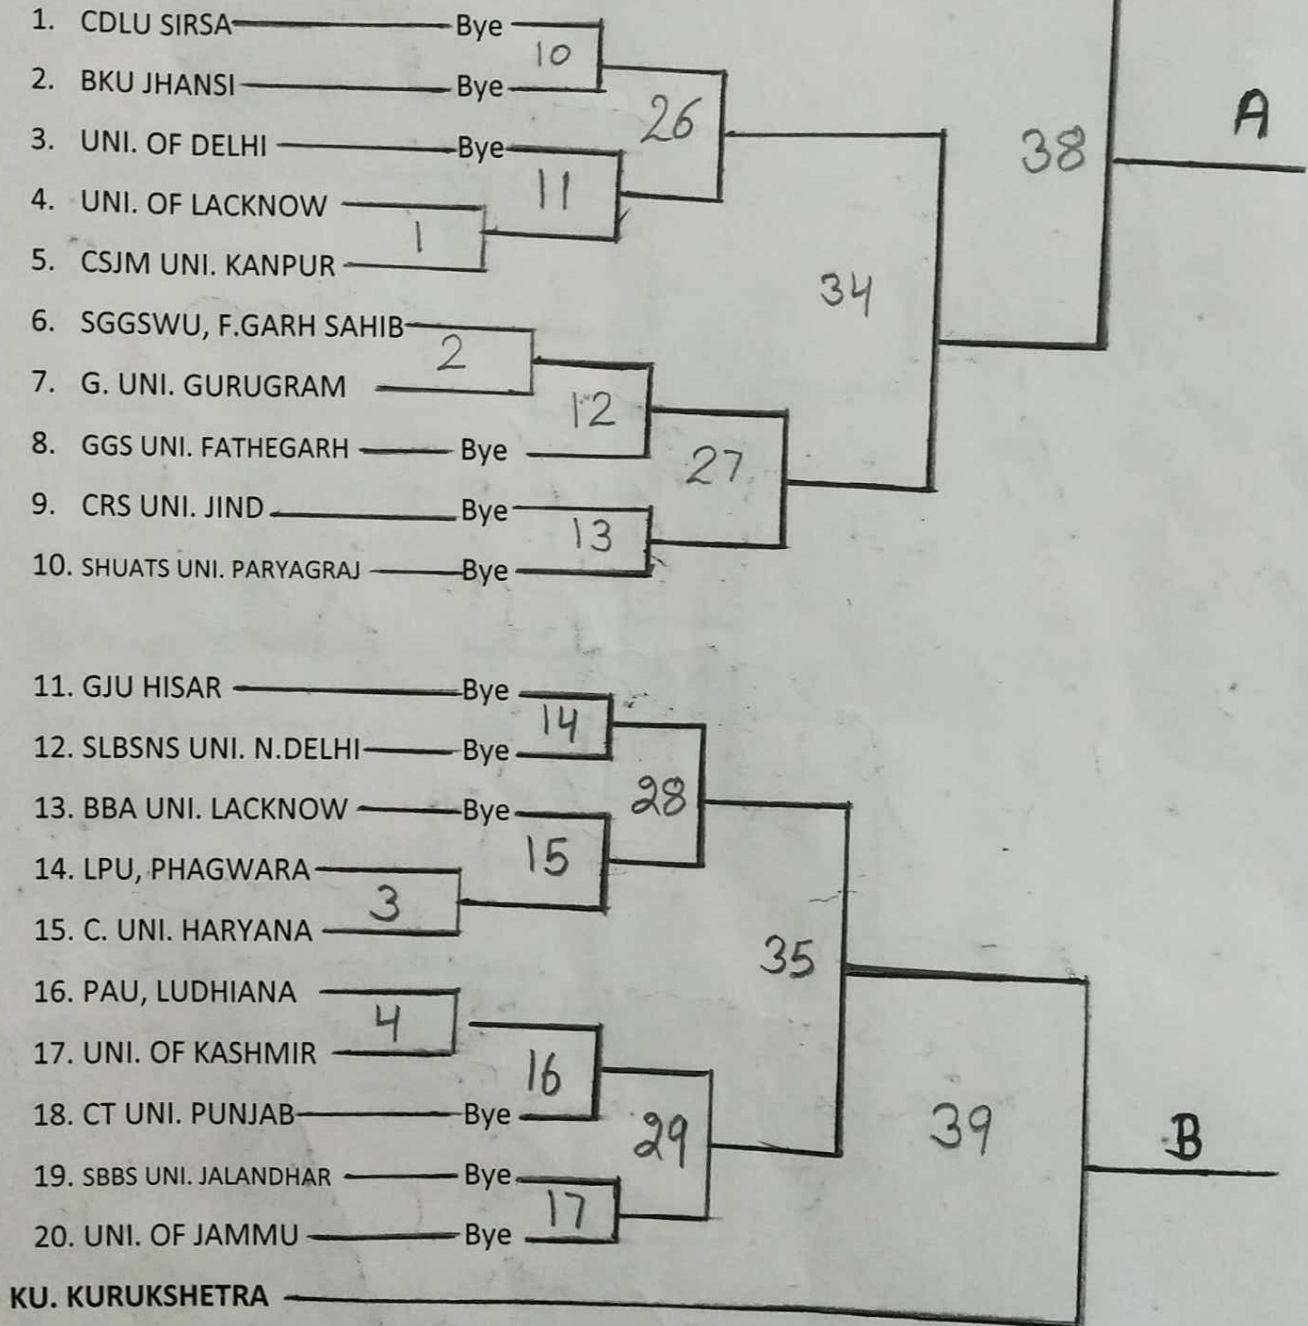 1. CDLU SIRSA Bye
10
2. BKU JHANSI Bye
26
A
38
3. UNI. OF DELHI Bye
11
4. UNI. OF LACKNOW
1
5. CSJM UNI. KANPUR
34
6. SGGSWU, F.GARH SAHIB
2
7. G. UNI. GURUGRAM
12
8. GGS UNI. FATHEGARH Bye
27
9. CRS UNI. JIND Bye
13
10. SHUATS UNI. PARYAGRAJ Bye
11. GJU HISAR Bye
14
12. SLBSNS UNI. N.DELHI Bye
28
13. BBA UNI. LACKNOW Bye
15
14. LPU, PHAGWARA
3
15. C. UNI. HARYANA
35
16. PAU, LUDHIANA
4
17. UNI. OF KASHMIR
16
18. CT UNI. PUNJAB Bye
29
39
B
19. SBBS UNI. JALANDHAR Bye
17
20. UNI. OF JAMMU Bye
KU. KURUKSHETRA